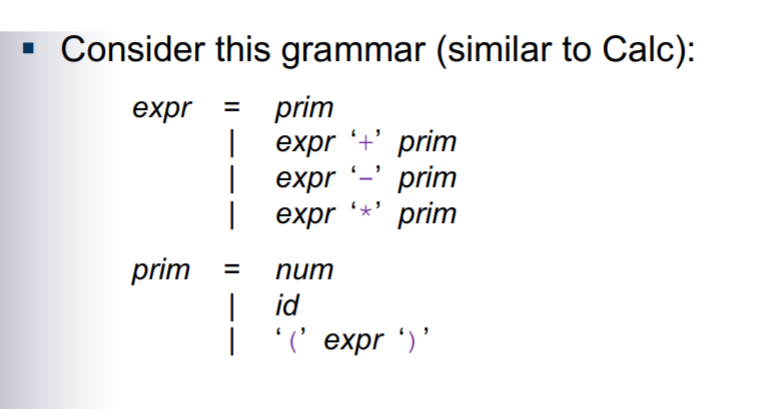 ▪ Consider this grammar (similar to Calc):
expr = prim
| expr ‘+’ prim
| expr ‘-’ prim
| expr ‘*’ prim
prim = num
| id
| ‘(’ expr ‘)’